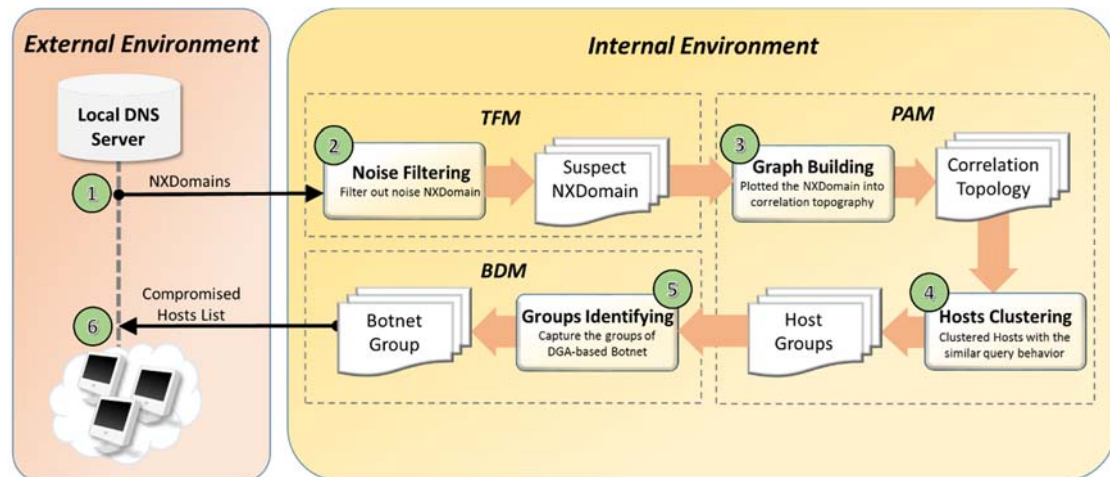 External Environment
Local DNS
Server
1
NXDomains
Compromised
Hosts List
6
Internal Environment
TFM
2
Noise Filtering
Filter out noise NXDomain
Suspect
NXDomain
PAM
3
Graph Building
Plotted the NXDomain into
correlation topography
Correlation
Topology
4
Hosts Clustering
Clustered Hosts with the
similar query behavior
Host
Groups
BDM
5
Groups Identifying
Capture the groups of
DGA-based Botnet
Botnet
Group